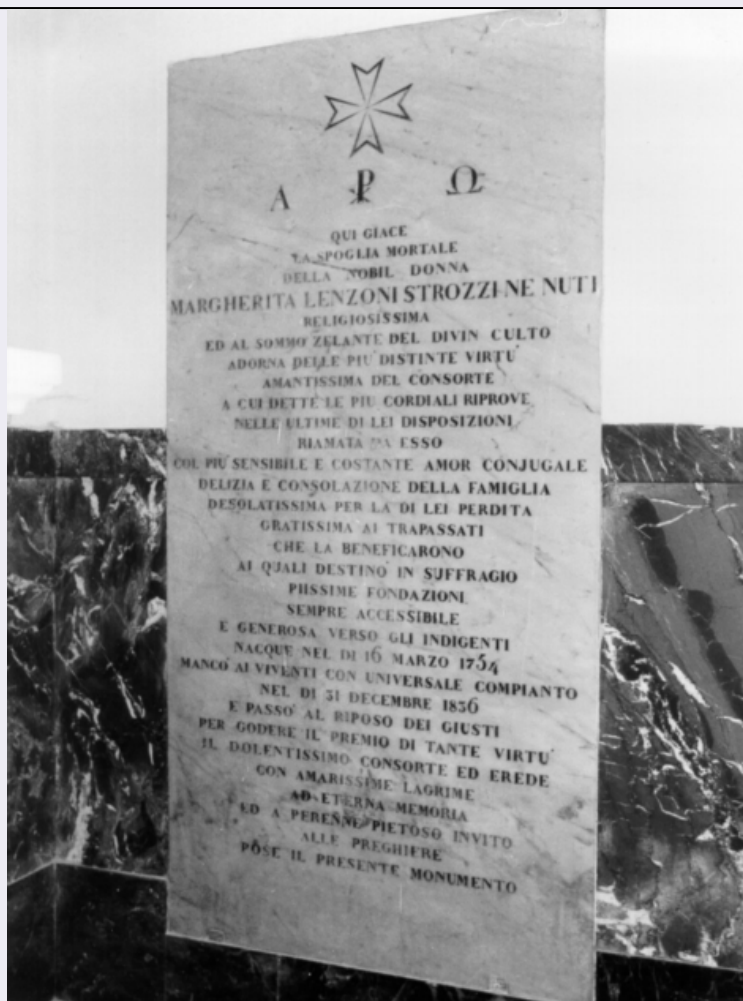 Α ☧ Ω
QUI GIACE
LA SPOGLIA MORTALE
DELLA NOBIL DONNA
MARGHERITA LENZONI STROZZI NE NUTI
RELIGIOSISSIMA
ED AL SOMMO ZELANTE DEL DIVIN CULTO
ADORNA DELLE PIU' DISTINTE VIRTU'
AMANTISSIMA DEL CONSORTE
A CUI DETTE LE PIU CORDIALI RIPROVE
NELLE ULTIME DI LEI DISPOSIZIONI
RIAMATA DA ESSO
COL PIU SENSIBILE E COSTANTE AMOR CONJUGALE
DELIZIA E CONSOLAZIONE DELLA FAMIGLIA
DESOLATISSIMA PER LA DI LEI PERDITA
GRATISSIMA AI TRAPASSATI
CHE LA BENEFICARONO
AI QUALI DESTINO' IN SUFFRAGIO
PIISSIME FONDAZIONI
SEMPRE ACCESSIBILE
E GENEROSA VERSO GLI INDIGENTI
NACQUE NEL DI 16 MARZO 1754
MANCO' AI VIVENTI CON UNIVERSALE COMPIANTO
NEL DI 31 DECEMBRE 1836
E PASSO' AL RIPOSO DEI GIUSTI
PER GODERE IL PREMIO DI TANTE VIRTU'
IL DOLENTISSIMO CONSORTE ED EREDE
CON AMARISSIME LAGRIME
AD ETERNA MEMORIA
ED A PERENNE PIETOSO INVITO
ALLE PREGHIERE
POSE IL PRESENTE MONUMENTO